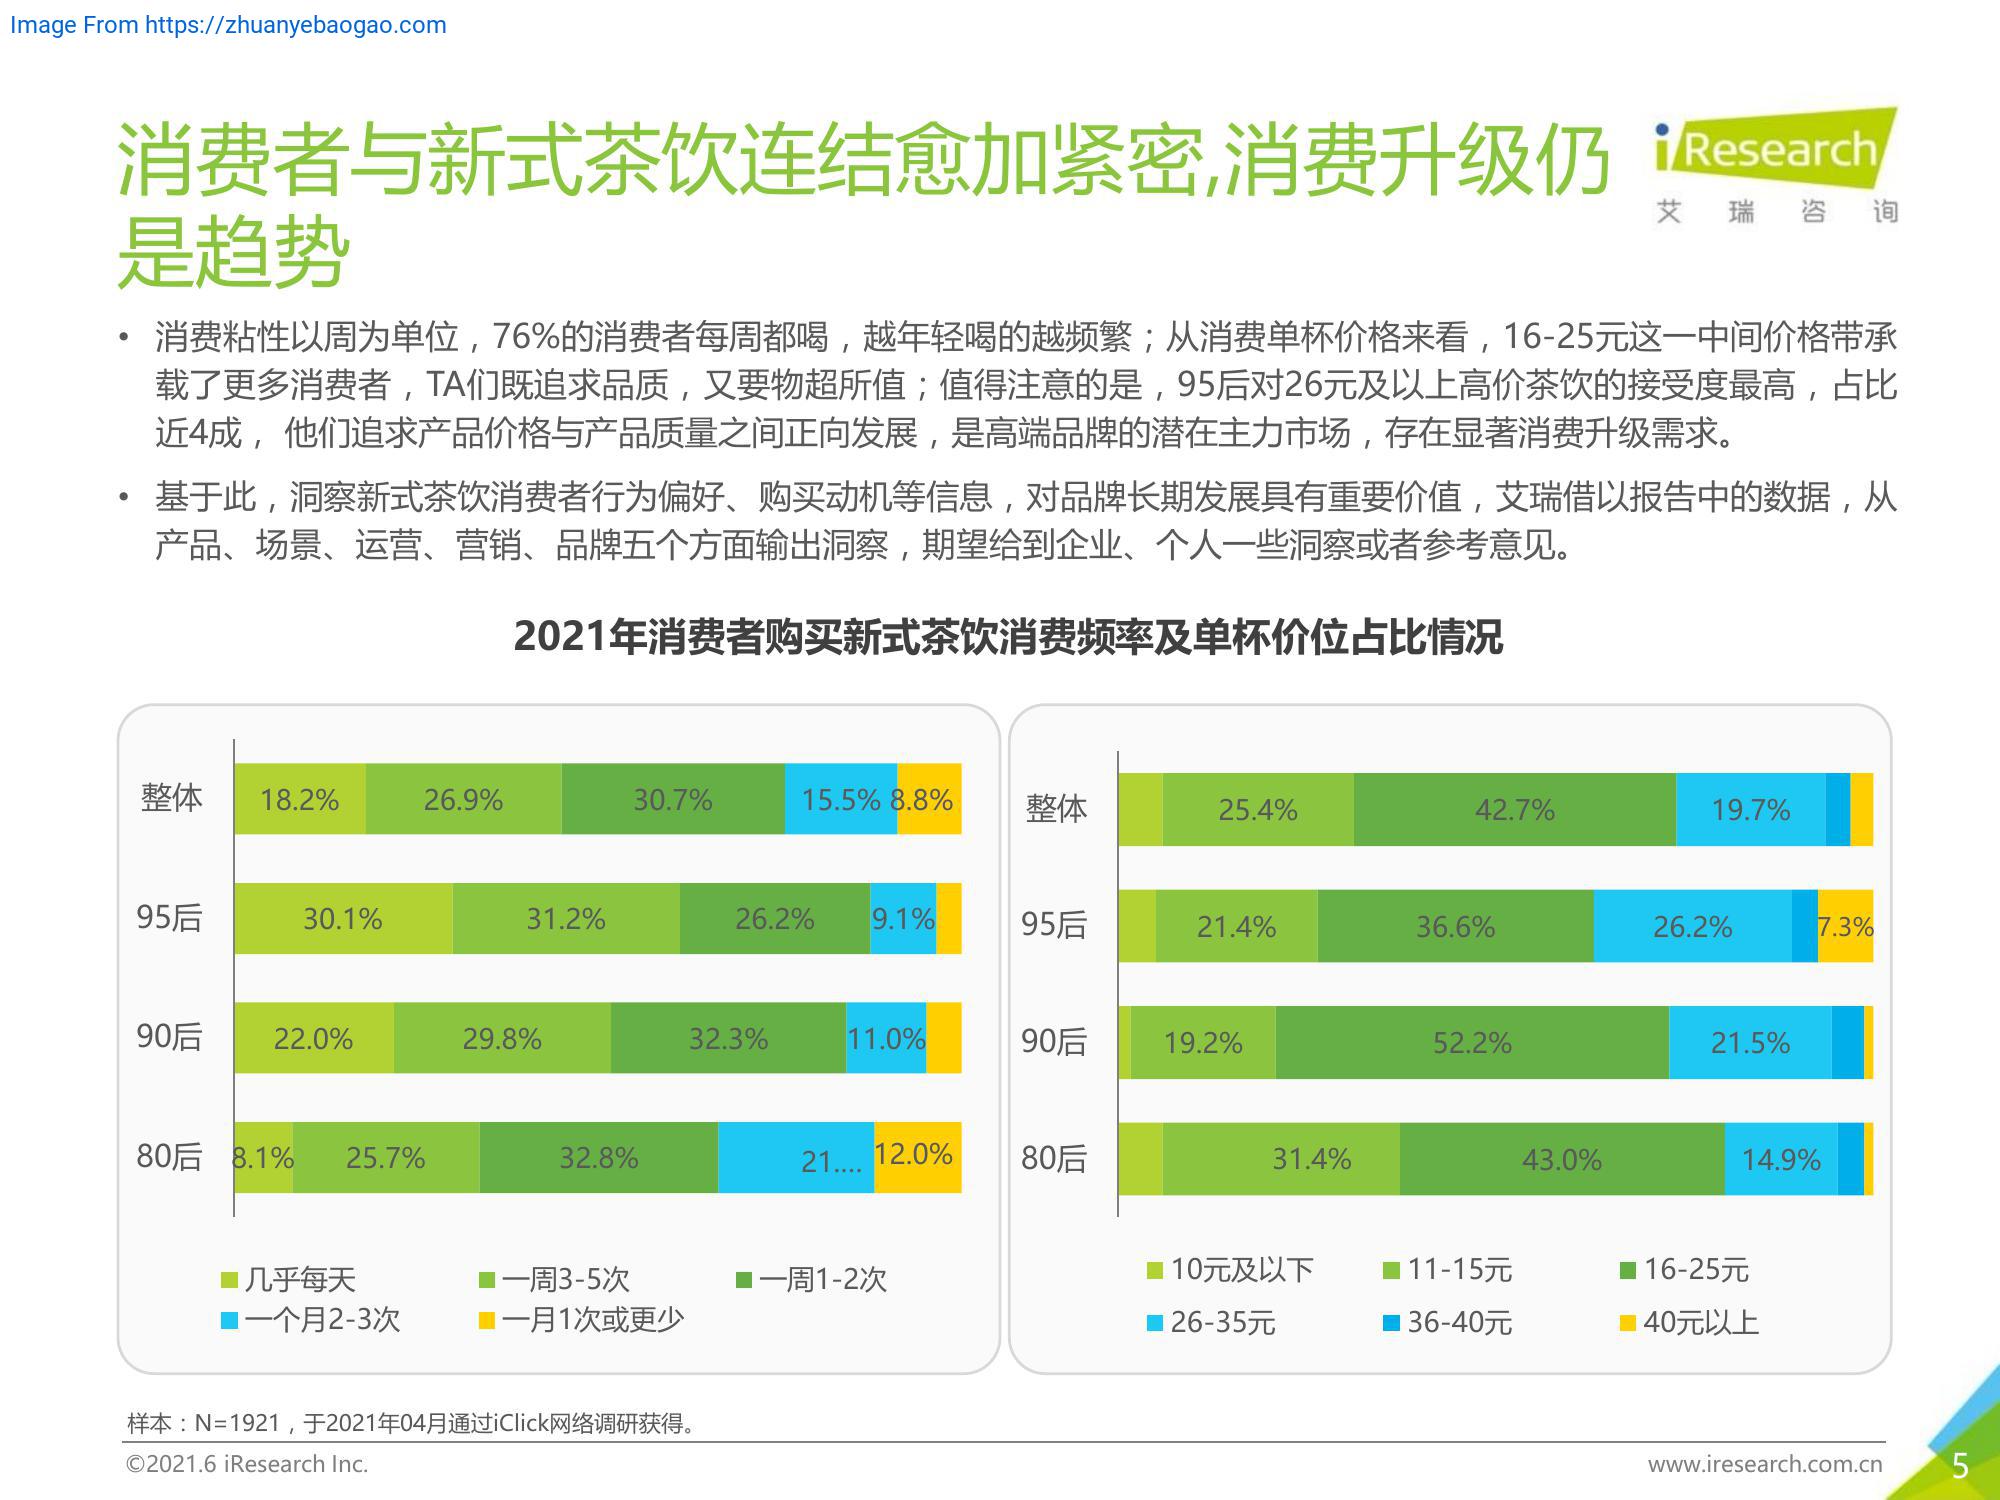 Image From https://zhuanyebaogao.com
消费者与新式茶饮连结愈加紧密,消费升级仍
是趋势
iResearch
艾瑞咨询
• 消费粘性以周为单位，76%的消费者每周都喝，越年轻喝的越频繁；从消费单杯价格来看，16-25元这一中间价格带承
载了更多消费者，TA们既追求品质，又要物超所值；值得注意的是，95后对26元及以上高价茶饮的接受度最高，占比
近4成， 他们追求产品价格与产品质量之间正向发展，是高端品牌的潜在主力市场，存在显著消费升级需求。
• 基于此，洞察新式茶饮消费者行为偏好、购买动机等信息，对品牌长期发展具有重要价值，艾瑞借以报告中的数据，从
产品、场景、运营、营销、品牌五个方面输出洞察，期望给到企业、个人一些洞察或者参考意见。
2021年消费者购买新式茶饮消费频率及单杯价位占比情况
整体 18.2% 26.9% 30.7% 15.5% 8.8%
95后 30.1% 31.2% 26.2% 9.1%
90后 22.0% 29.8% 32.3% 11.0%
80后 8.1% 25.7% 32.8% 21.... 12.0%
几乎每天 一周3-5次 一周1-2次
一个月2-3次 一月1次或更少
整体 25.4% 42.7% 19.7%
95后 21.4% 36.6% 26.2% 7.3%
90后 19.2% 52.2% 21.5%
80后 31.4% 43.0% 14.9%
10元及以下 11-15元 16-25元
26-35元 36-40元 40元以上
样本：N=1921，于2021年04月通过iClick网络调研获得。
©2021.6 iResearch Inc.
www.iresearch.com.cn
5